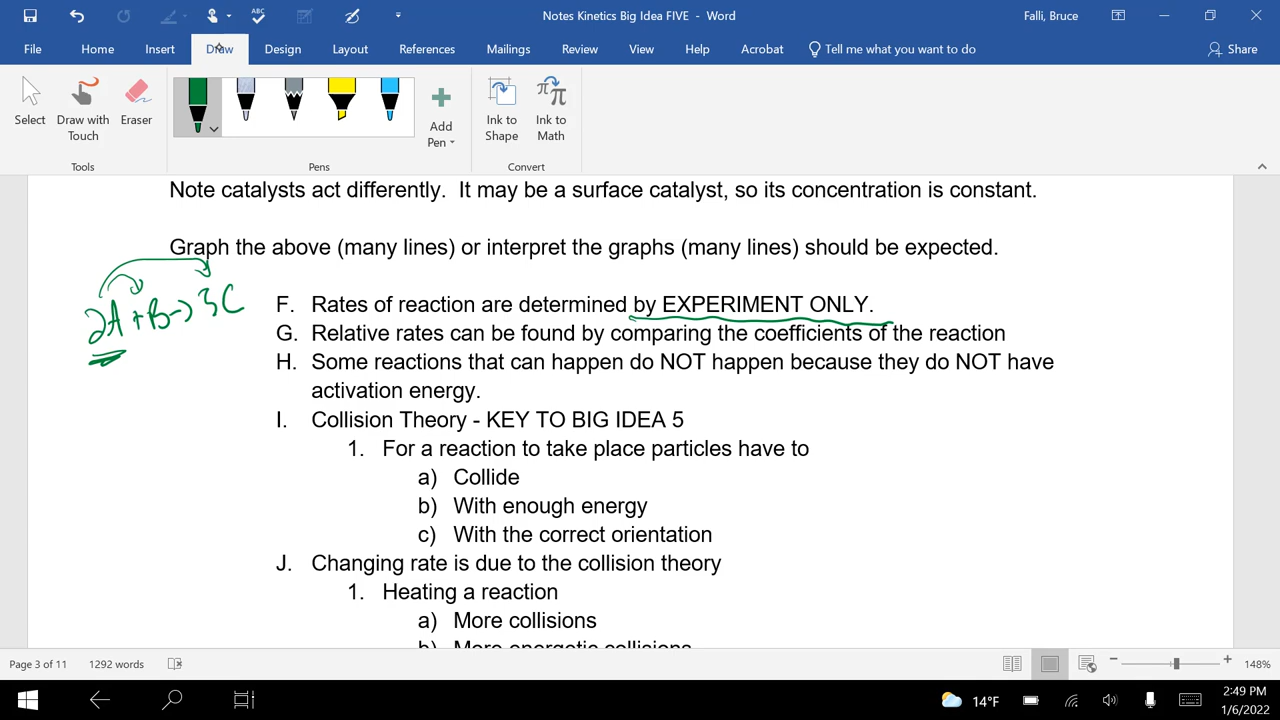 Notes Kinetics Big Idea FIVE - Word
Falli, Bruce
File Home Insert Draw Design Layout References Mailings Review View Help Acrobat Tell me what you want to do Share
Select
Draw with Touch
Eraser
Add Pen
Ink to Shape
Ink to Math
Tools Pens Convert
Note catalysts act differently. It may be a surface catalyst, so its concentration is constant.
Graph the above (many lines) or interpret the graphs (many lines) should be expected.
2A + B → 3C
F. Rates of reaction are determined by EXPERIMENT ONLY.
G. Relative rates can be found by comparing the coefficients of the reaction
H. Some reactions that can happen do NOT happen because they do NOT have
activation energy.
I. Collision Theory - KEY TO BIG IDEA 5
1. For a reaction to take place particles have to
a) Collide
b) With enough energy
c) With the correct orientation
J. Changing rate is due to the collision theory
1. Heating a reaction
a) More collisions
b) More energetic collisions
Page 3 of 11 1292 words 148%
14°F
2:49 PM
1/6/2022